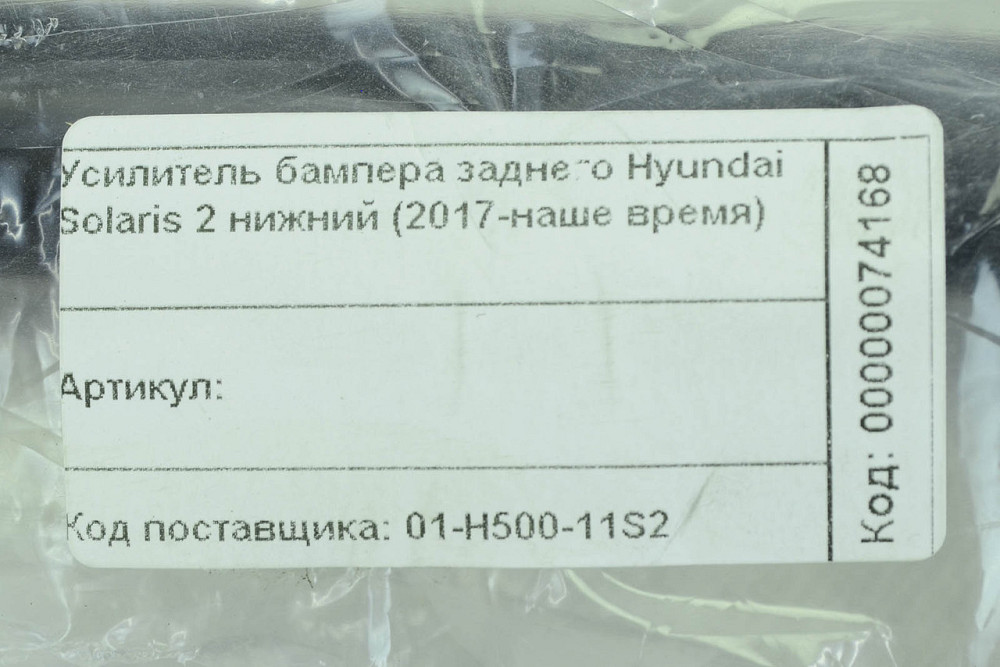 Усилитель бампера заднего Hyundai
Solaris 2 нижний (2017-наше время)
Артикул:
Код поставщика: 01-H500-11S2
Код: 00000074168